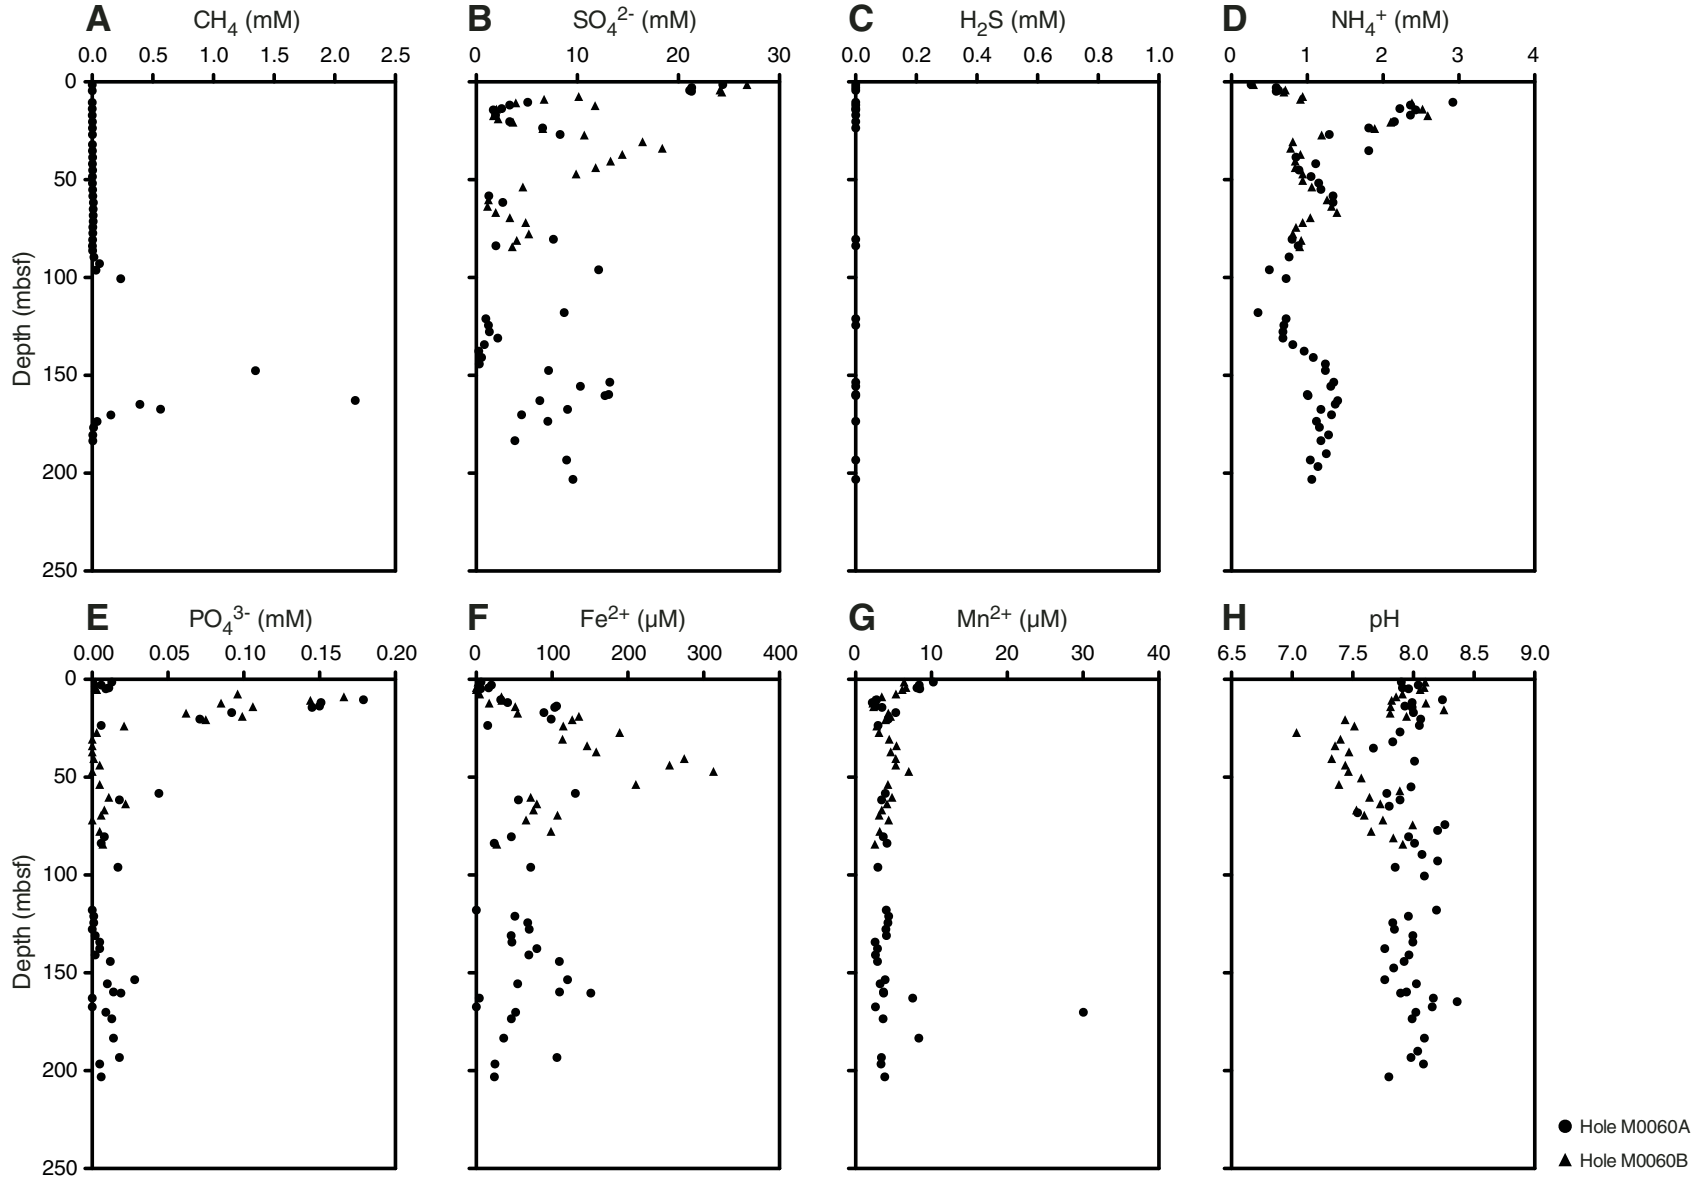 A CH₄ (mM)
0.0 0.5 1.0 1.5 2.0 2.5
B SO₄²⁻ (mM)
0 10 20 30
C H₂S (mM)
0.0 0.2 0.4 0.6 0.8 1.0
D NH₄⁺ (mM)
0 1 2 3 4
Depth (mbsf)
0
50
100
150
200
250
E PO₄³⁻ (mM)
0.00 0.05 0.10 0.15 0.20
F Fe²⁺ (µM)
0 100 200 300 400
G Mn²⁺ (µM)
0 10 20 30 40
H pH
6.5 7.0 7.5 8.0 8.5 9.0
Depth (mbsf)
0
50
100
150
200
250
Hole M0060A
Hole M0060B